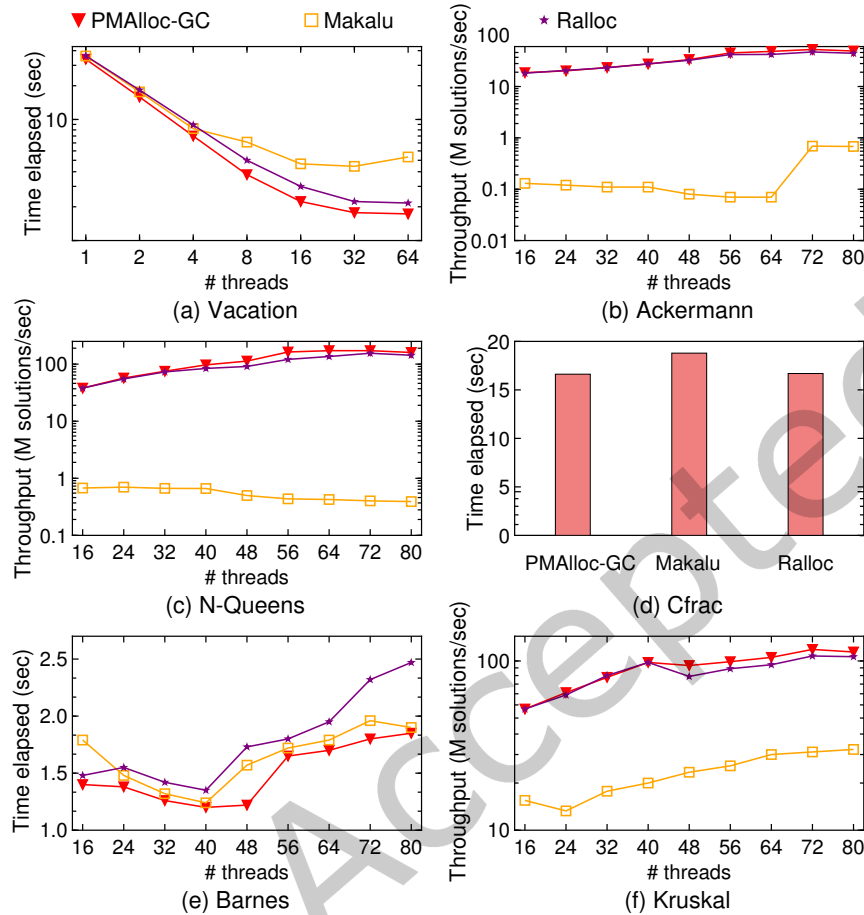 PMAlloc-GC Makalu Ralloc
Time elapsed (sec)
10
1 2 4 8 16 32 64
# threads
(a) Vacation
Throughput (M solutions/sec)
100
10
1
0.1
0.01
16 24 32 40 48 56 64 72 80
# threads
(b) Ackermann
Throughput (M solutions/sec)
100
10
1
0.1
16 24 32 40 48 56 64 72 80
# threads
(c) N-Queens
Time elapsed (sec)
20
15
10
5
0
PMAlloc-GC Makalu Ralloc
(d) Cfrac
Time elapsed (sec)
2.5
2.0
1.5
1.0
16 24 32 40 48 56 64 72 80
# threads
(e) Barnes
Throughput (M solutions/sec)
100
10
16 24 32 40 48 56 64 72 80
# threads
(f) Kruskal
Accepted